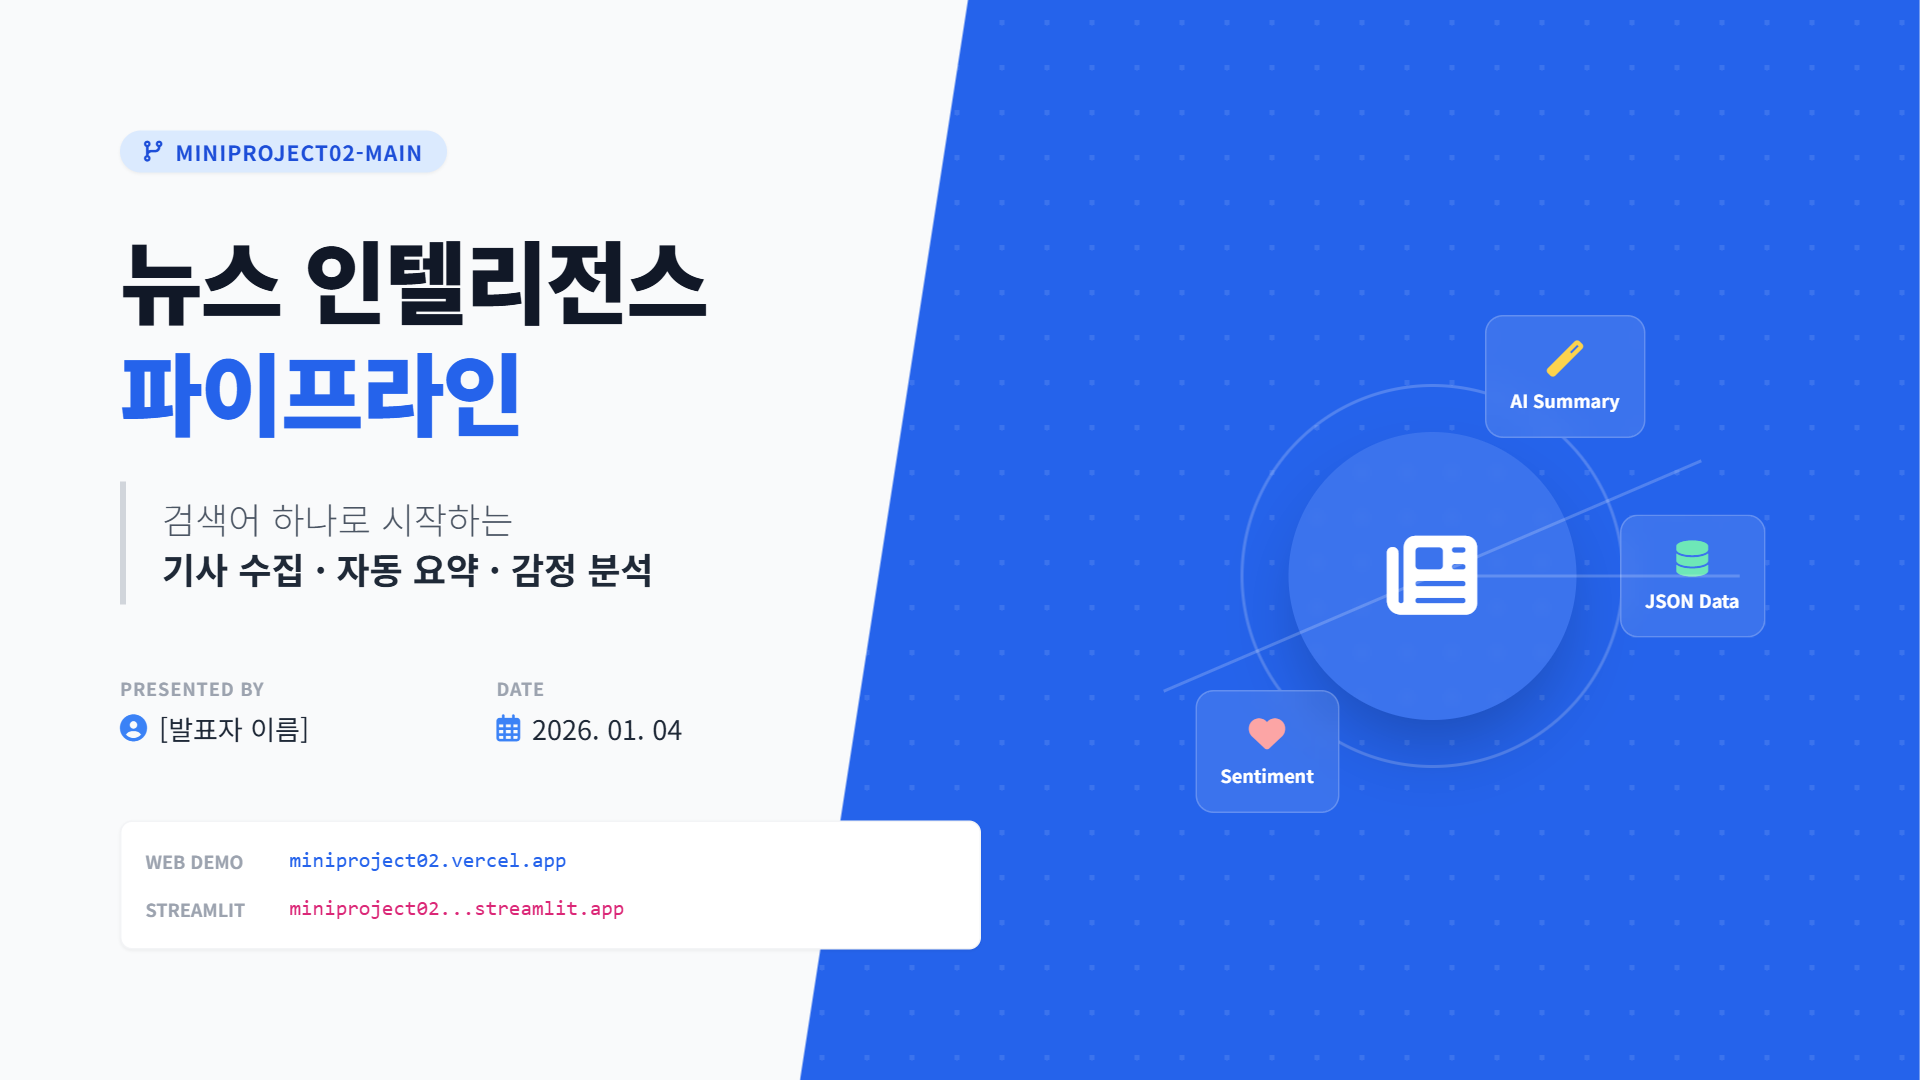 MINIPROJECT02-MAIN
뉴스 인텔리전스
파이프라인
검색어 하나로 시작하는
기사 수집 · 자동 요약 · 감정 분석
PRESENTED BY
[발표자 이름]
DATE
2026. 01. 04
WEB DEMO miniproject02.vercel.app
STREAMLIT miniproject02...streamlit.app
AI Summary
JSON Data
Sentiment